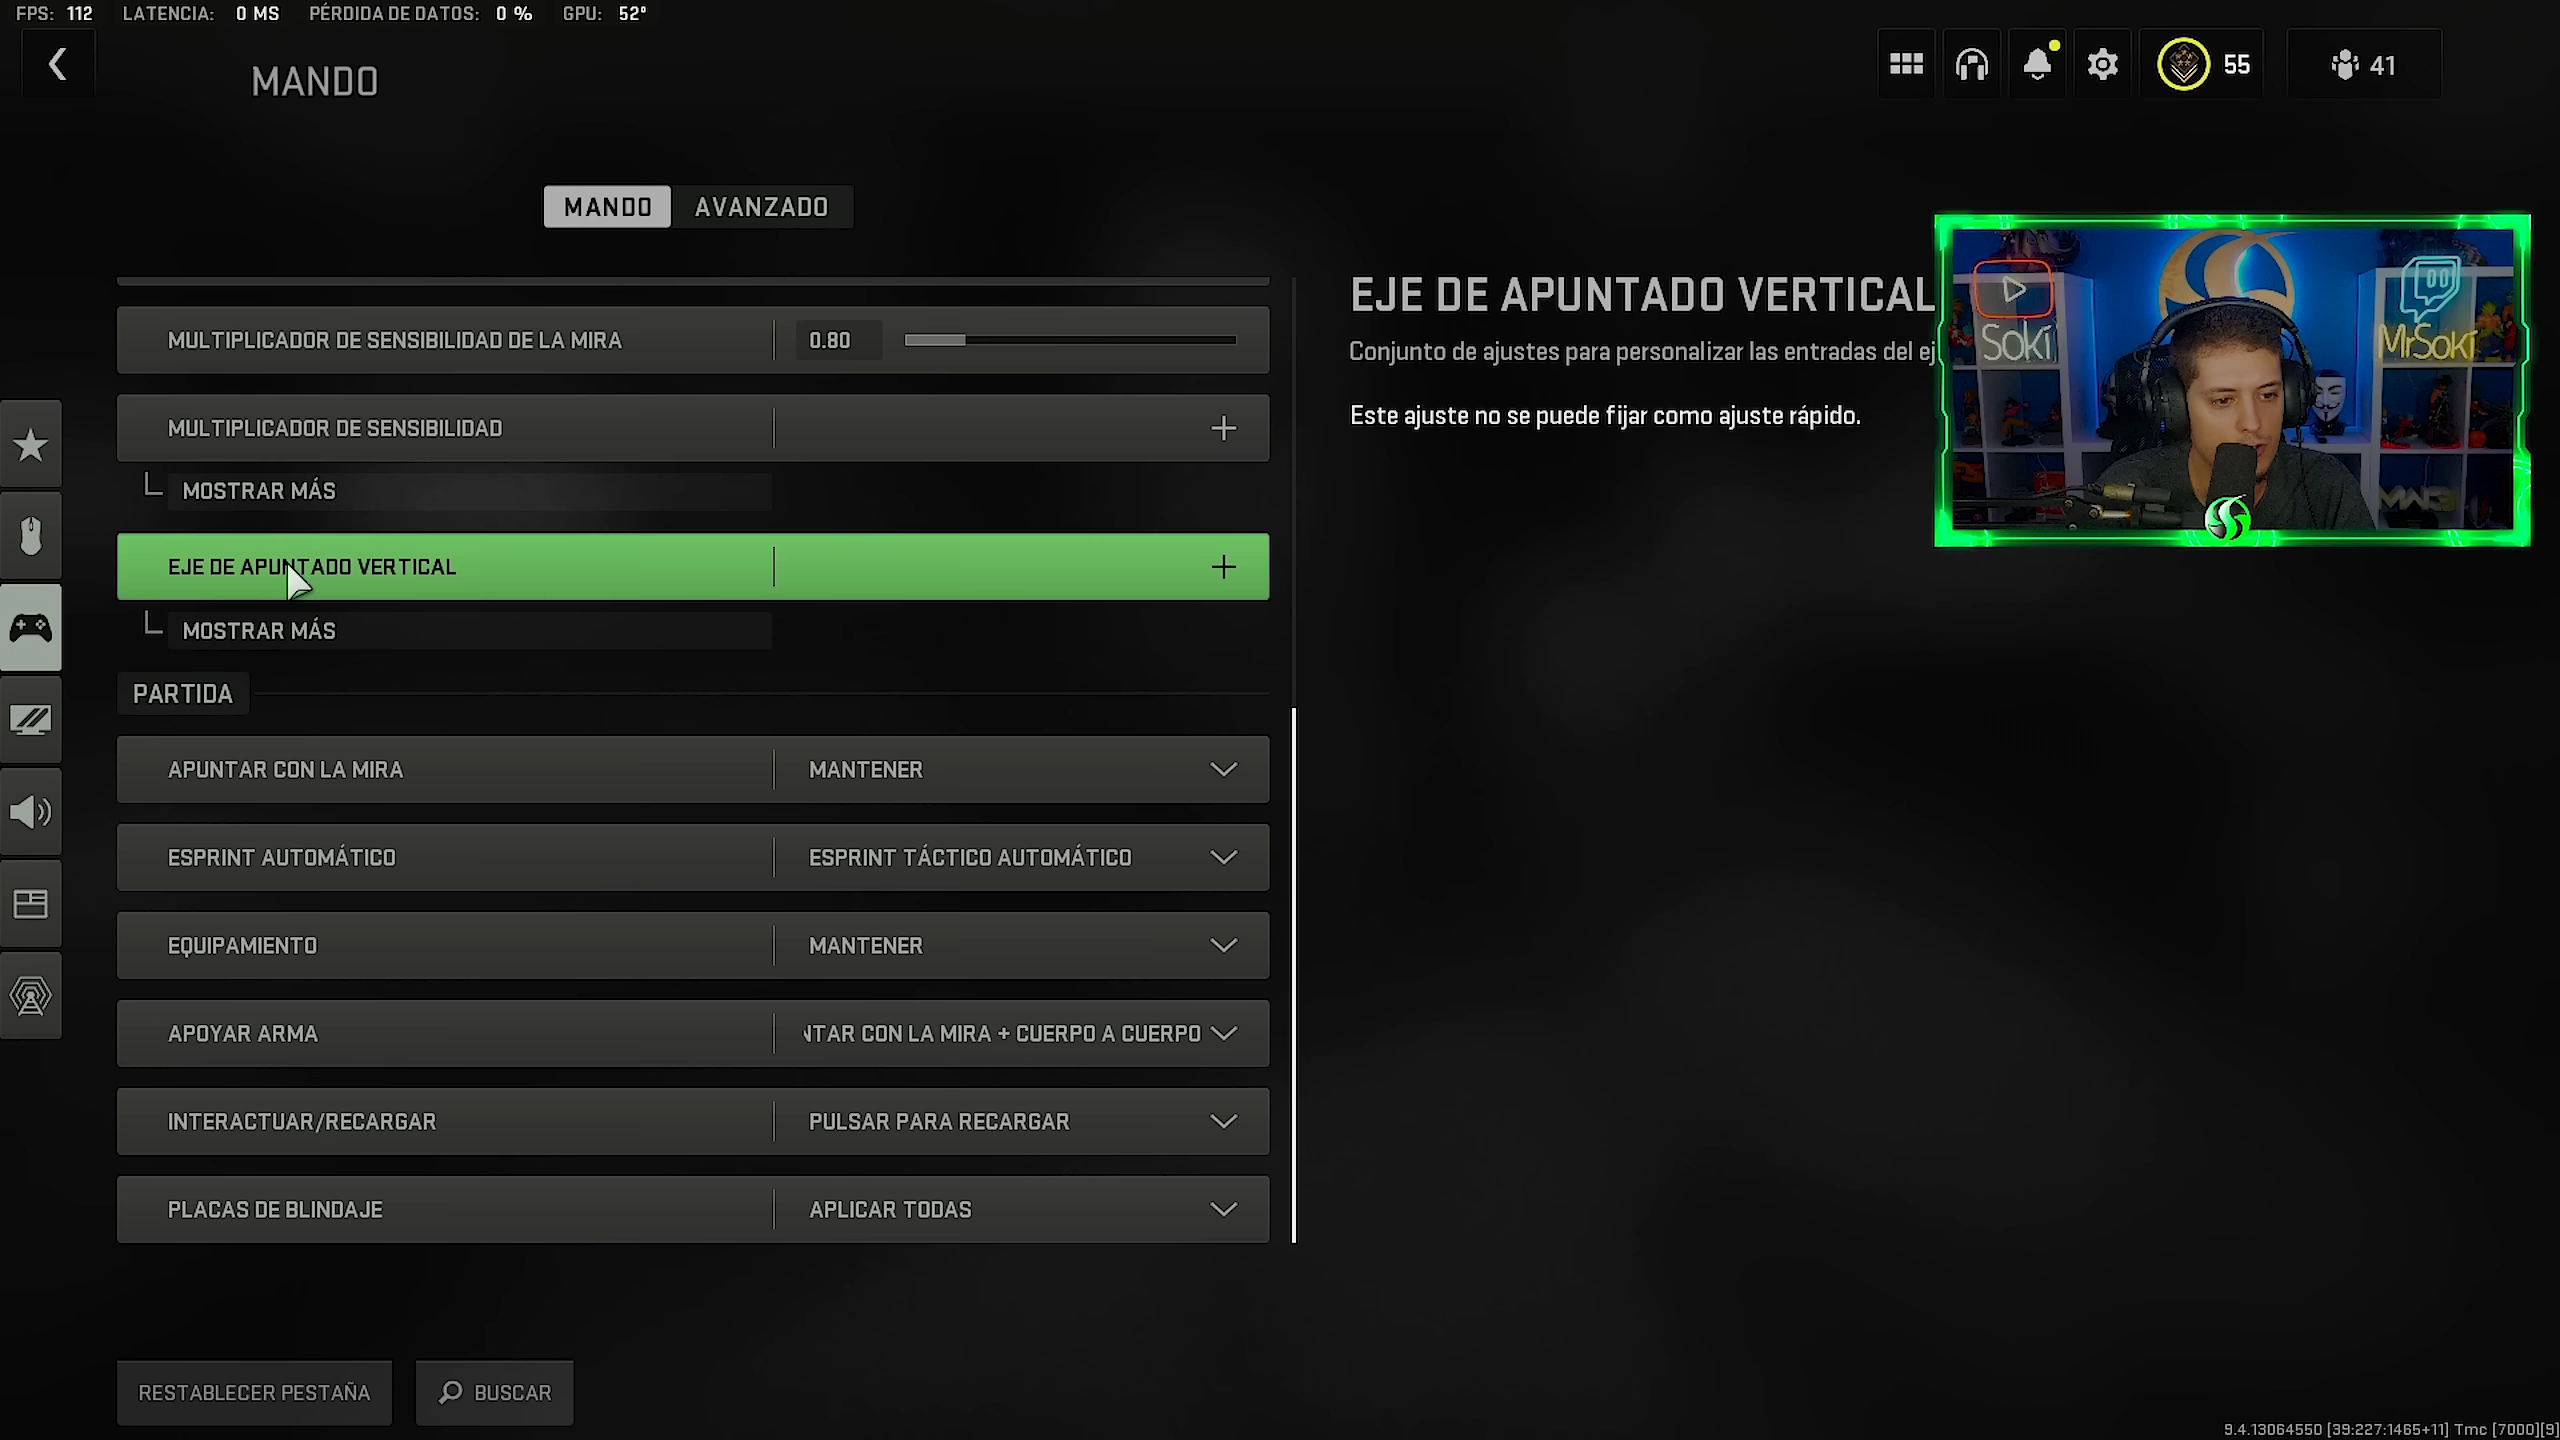 FPS: 112 LATENCIA: 0 MS PÉRDIDA DE DATOS: 0 % GPU: 52°
MANDO
55
41
MANDO AVANZADO
MULTIPLICADOR DE SENSIBILIDAD DE LA MIRA 0.80
MULTIPLICADOR DE SENSIBILIDAD
MOSTRAR MÁS
EJE DE APUNTADO VERTICAL
MOSTRAR MÁS
PARTIDA
APUNTAR CON LA MIRA MANTENER
ESPRINT AUTOMÁTICO ESPRINT TÁCTICO AUTOMÁTICO
EQUIPAMIENTO MANTENER
APOYAR ARMA NTAR CON LA MIRA + CUERPO A CUERPO
INTERACTUAR/RECARGAR PULSAR PARA RECARGAR
PLACAS DE BLINDAJE APLICAR TODAS
EJE DE APUNTADO VERTICAL
Conjunto de ajustes para personalizar las entradas del ej
Este ajuste no se puede fijar como ajuste rápido.
Soki
MrSoki
MW3
RESTABLECER PESTAÑA BUSCAR
9.4.13064550 [39:227:1465+11] Tmc [7000][9]